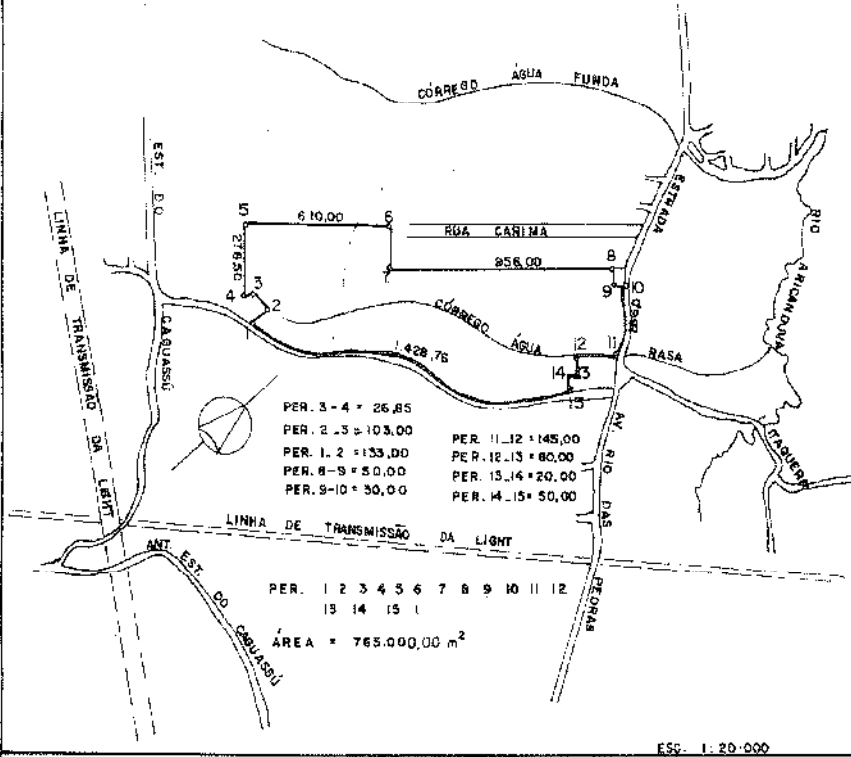 CÓRREGO ÁGUA FUNDA
EST. DO CAGUASSÚ
LINHA DE TRANSMISSÃO DA LIGHT
ESTRADA
RIO ARICANDUVA
5 610,00 6
RUA CARIMA
276,50
956,00
8
9 10
4 3
2
CÓRREGO ÁGUA RASA
12 11
1.428,76
14 13
15
PER. 3-4 = 26,85
PER. 2-3 = 103,00
PER. 1-2 = 133,00
PER. 8-9 = 50,00
PER. 9-10 = 30,00
PER. 11-12 = 145,00
PER. 12-13 = 60,00
PER. 13-14 = 20,00
PER. 14-15 = 50,00
AV. RIO DAS PEDRAS
ITAQUERA
LINHA DE TRANSMISSÃO DA LIGHT
ANT. EST. DO CAGUASSÚ
PER. 1 2 3 4 5 6 7 8 9 10 11 12
13 14 15 1
ÁREA = 765.000,00 m²
ESC. 1:20.000